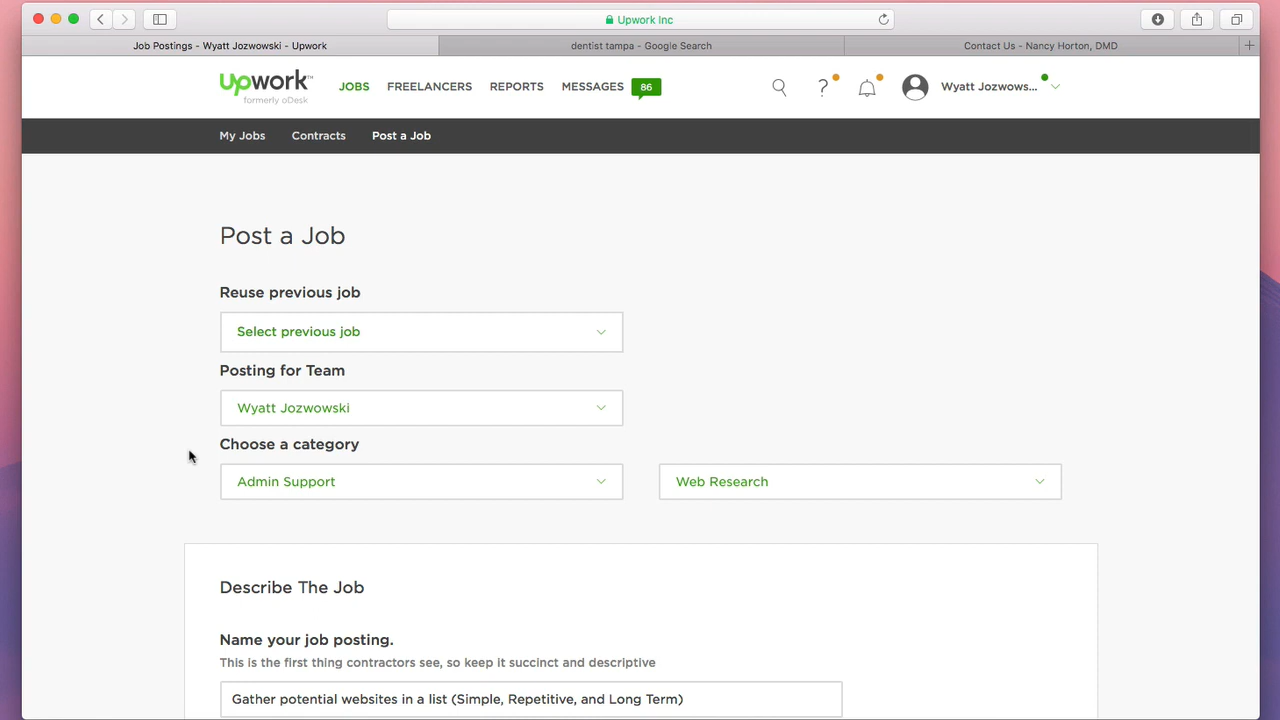 Upwork Inc
Job Postings - Wyatt Jozwowski - Upwork
dentist tampa - Google Search
Contact Us - Nancy Horton, DMD
upwork™
formerly oDesk
JOBS
FREELANCERS
REPORTS
MESSAGES
86
?
Wyatt Jozwows...
My Jobs
Contracts
Post a Job
Post a Job
Reuse previous job
Select previous job
Posting for Team
Wyatt Jozwowski
Choose a category
Admin Support
Web Research
Describe The Job
Name your job posting.
This is the first thing contractors see, so keep it succinct and descriptive
Gather potential websites in a list (Simple, Repetitive, and Long Term)